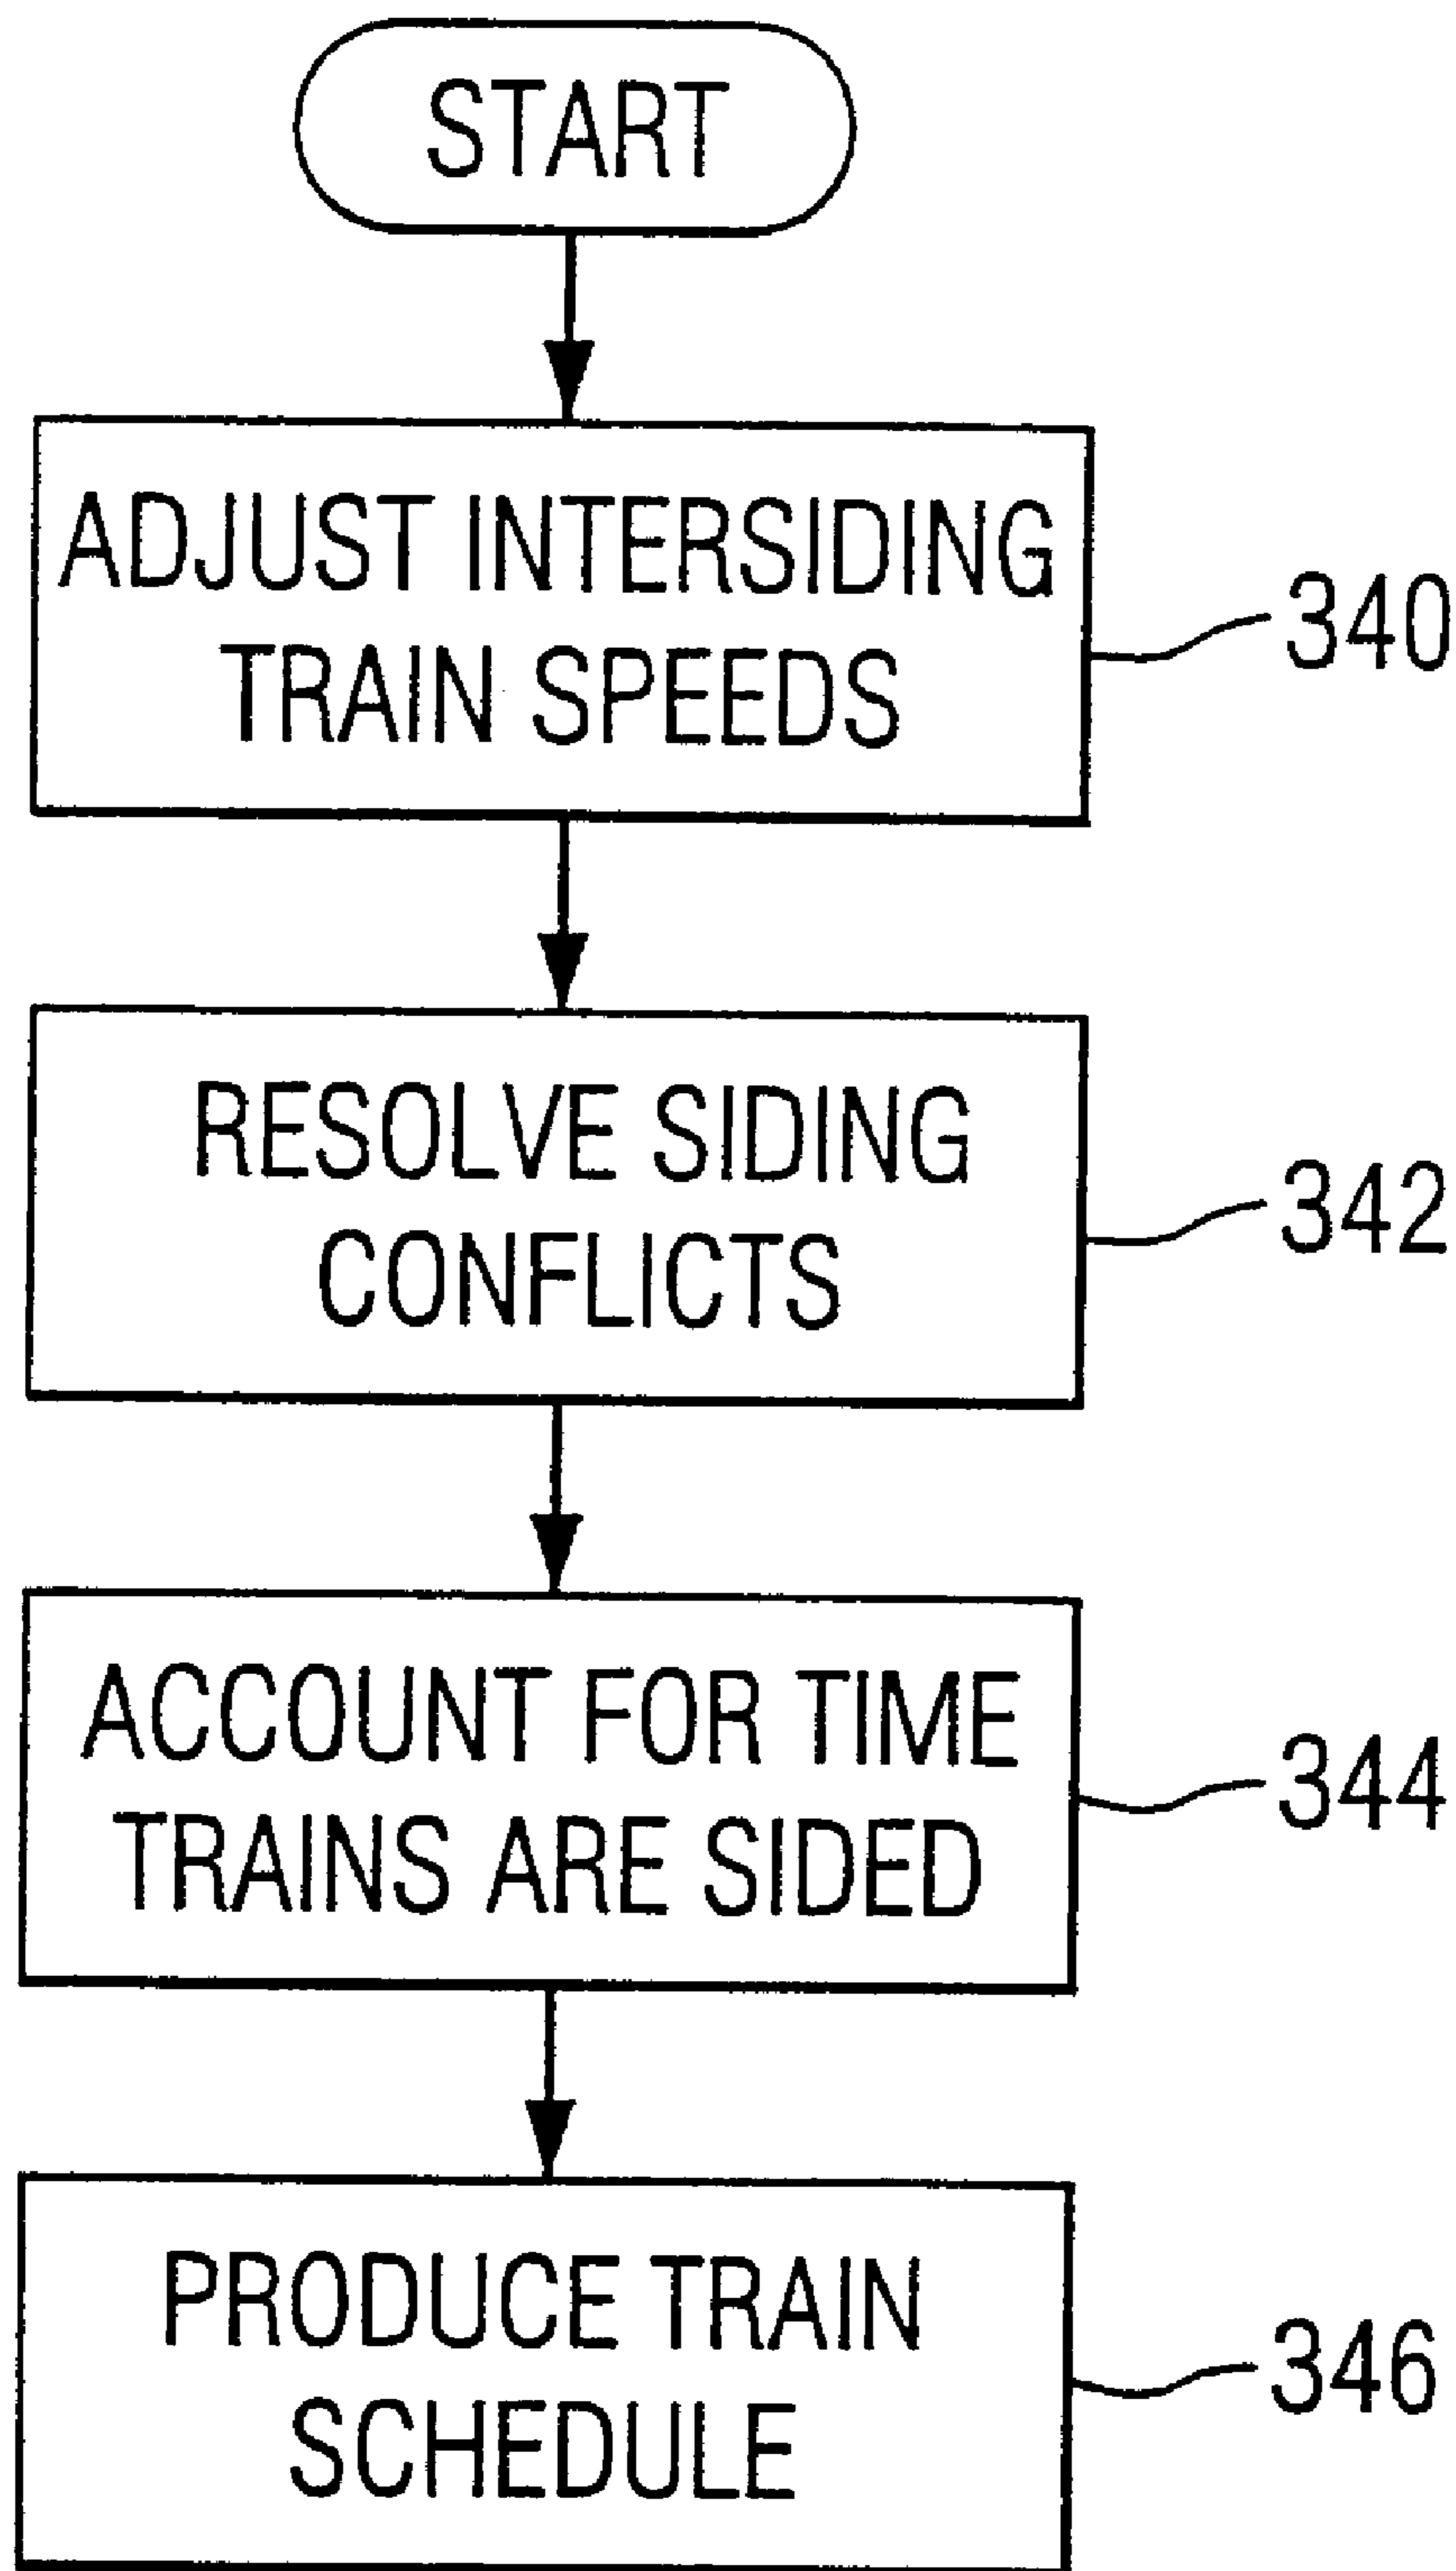 START
ADJUST INTERSIDING
TRAIN SPEEDS
340
RESOLVE SIDING
CONFLICTS
342
ACCOUNT FOR TIME
TRAINS ARE SIDED
344
PRODUCE TRAIN
SCHEDULE
346